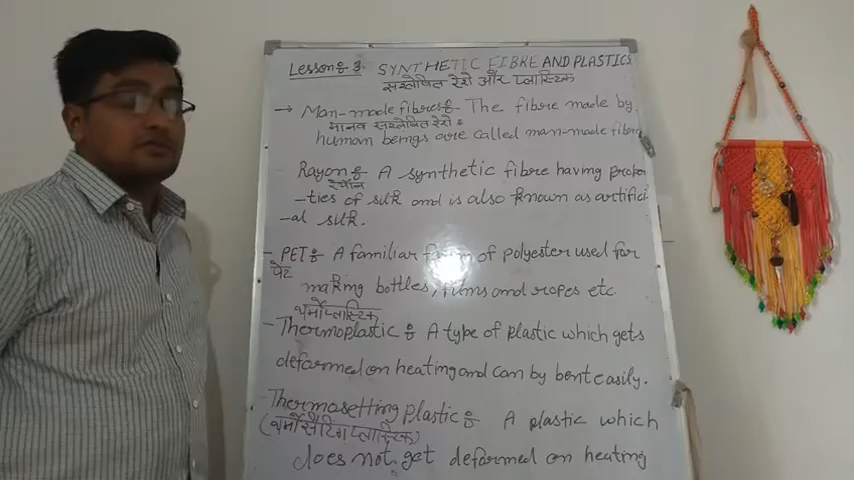 Lesson: 3. SYNTHETIC FIBRE AND PLASTICS
संश्लेषित रेशे और प्लास्टिक
→ Man-made fibres:- The fibre made by
मानव संश्लेषित रेशे:
human beings are called man-made fibre
Rayon:- A synthetic fibre having proper
रेयॉन
-ties of silk and is also known as artifici
-al silk.
- PET:- A familiar form of polyester used for
पेट
making bottles, films and ropes etc.
थर्मोप्लास्टिक
- Thermoplastic:- A type of plastic which gets
deformed on heating and can by bent easily.
- Thermosetting plastic:- A plastic which
(थर्मोसेटिंग प्लास्टिक)
does not get deformed on heating